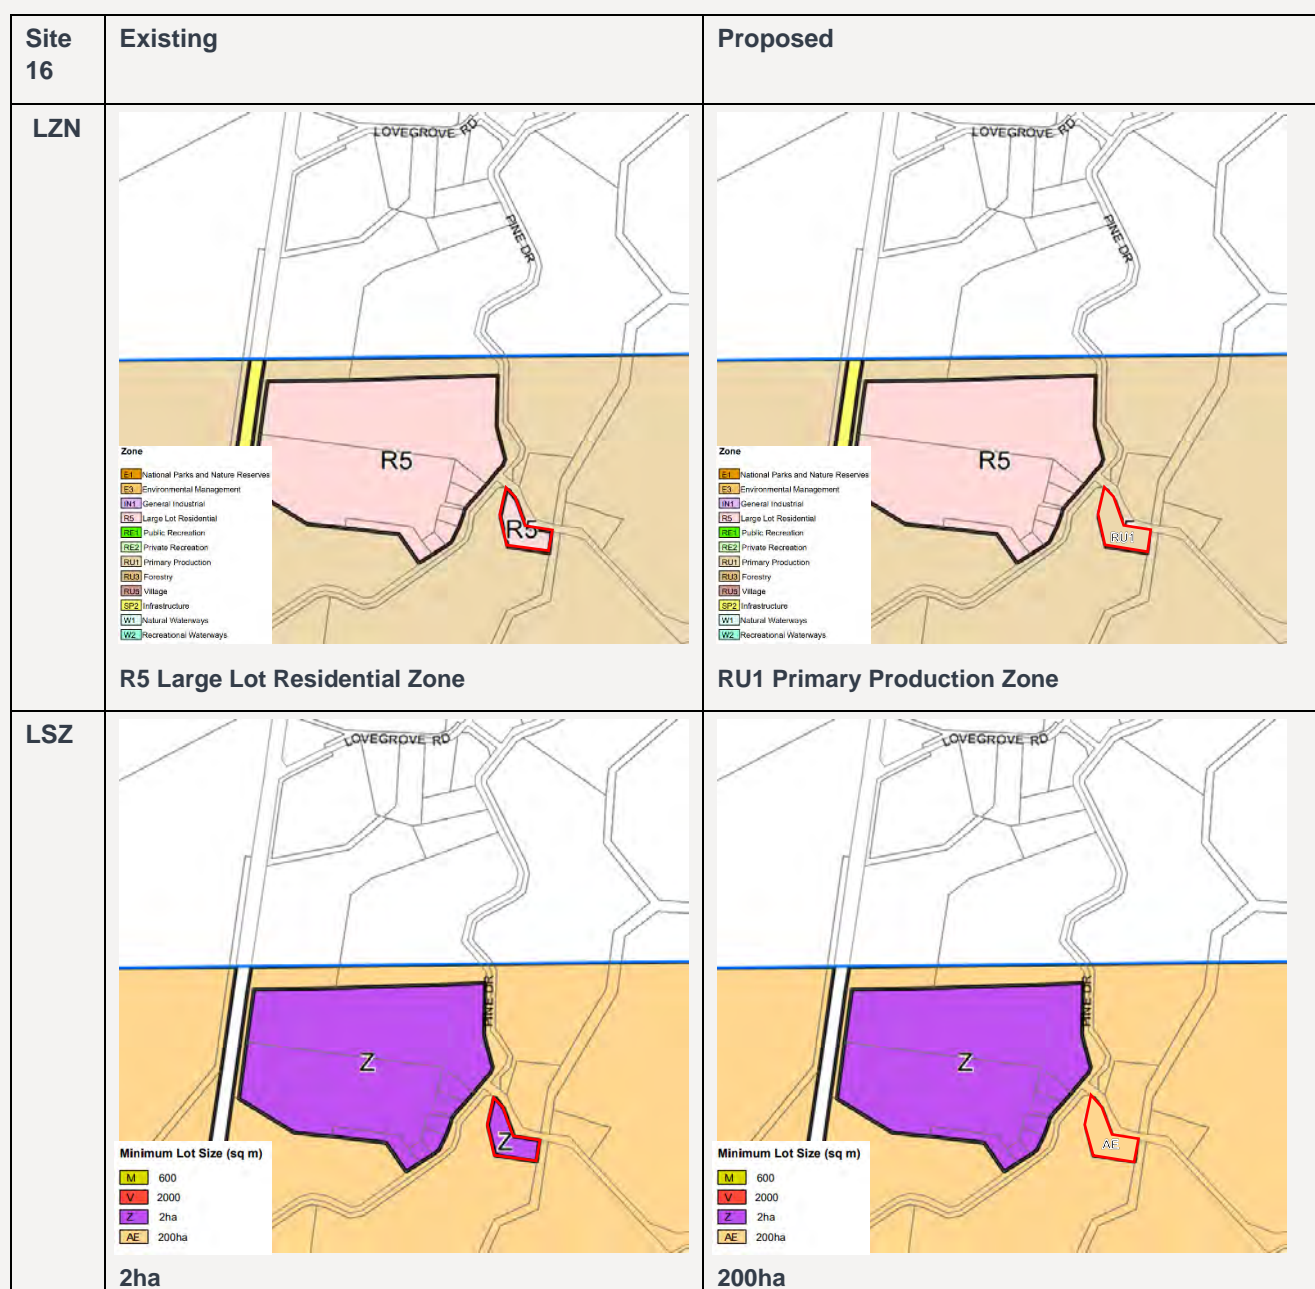 Site
16
Existing
Proposed
LZN
LOVEGROVE RD
PINE DR
R5
R5
Zone
E1 National Parks and Nature Reserves
E3 Environmental Management
IN1 General Industrial
R5 Large Lot Residential
RE1 Public Recreation
RE2 Private Recreation
RU1 Primary Production
RU3 Forestry
RU5 Village
SP2 Infrastructure
W1 Natural Waterways
W2 Recreational Waterways
R5 Large Lot Residential Zone
LOVEGROVE RD
PINE DR
R5
RU1
Zone
E1 National Parks and Nature Reserves
E3 Environmental Management
IN1 General Industrial
R5 Large Lot Residential
RE1 Public Recreation
RE2 Private Recreation
RU1 Primary Production
RU3 Forestry
RU5 Village
SP2 Infrastructure
W1 Natural Waterways
W2 Recreational Waterways
RU1 Primary Production Zone
LSZ
LOVEGROVE RD
PINE DR
Z
Z
Minimum Lot Size (sq m)
M 600
V 2000
Z 2ha
AE 200ha
2ha
LOVEGROVE RD
PINE DR
Z
AE
Minimum Lot Size (sq m)
M 600
V 2000
Z 2ha
AE 200ha
200ha